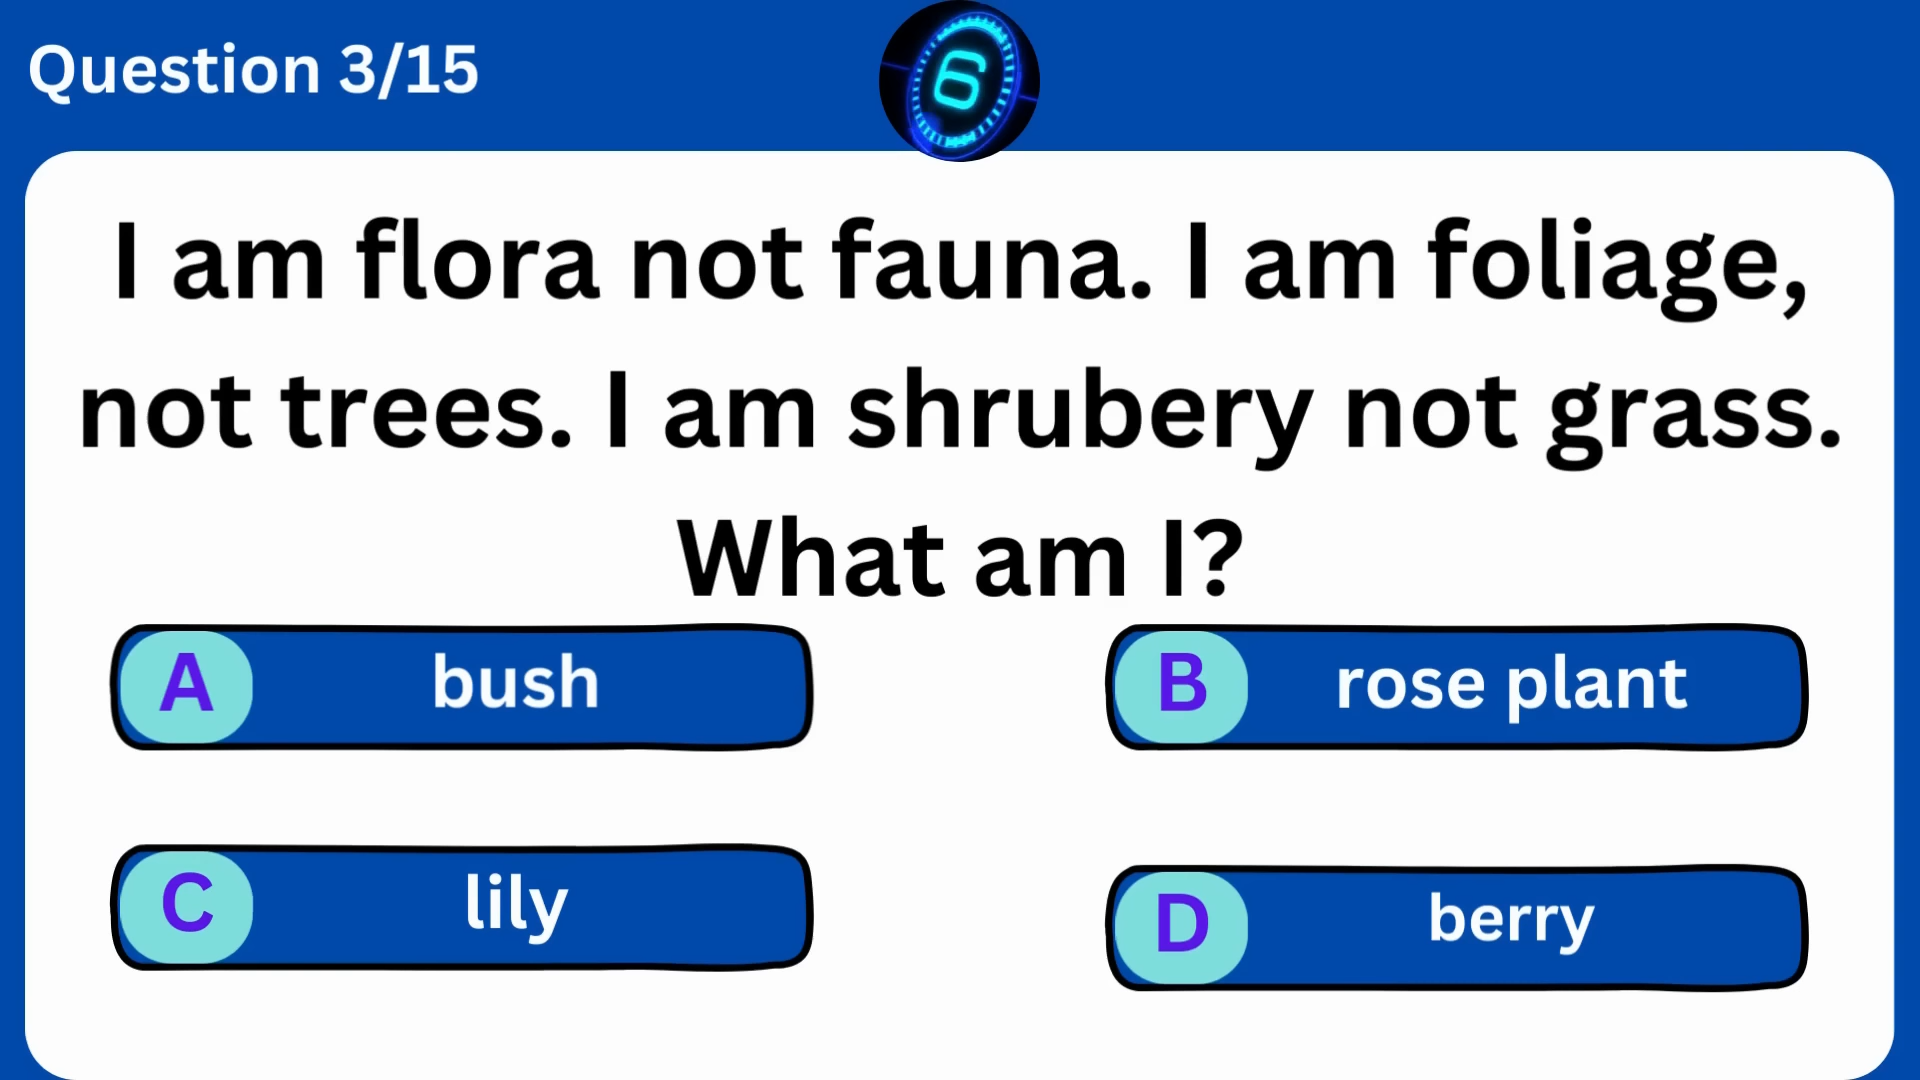 Question 3/15
6
I am flora not fauna. I am foliage,
not trees. I am shrubery not grass.
What am I?
A bush
B rose plant
C lily
D berry